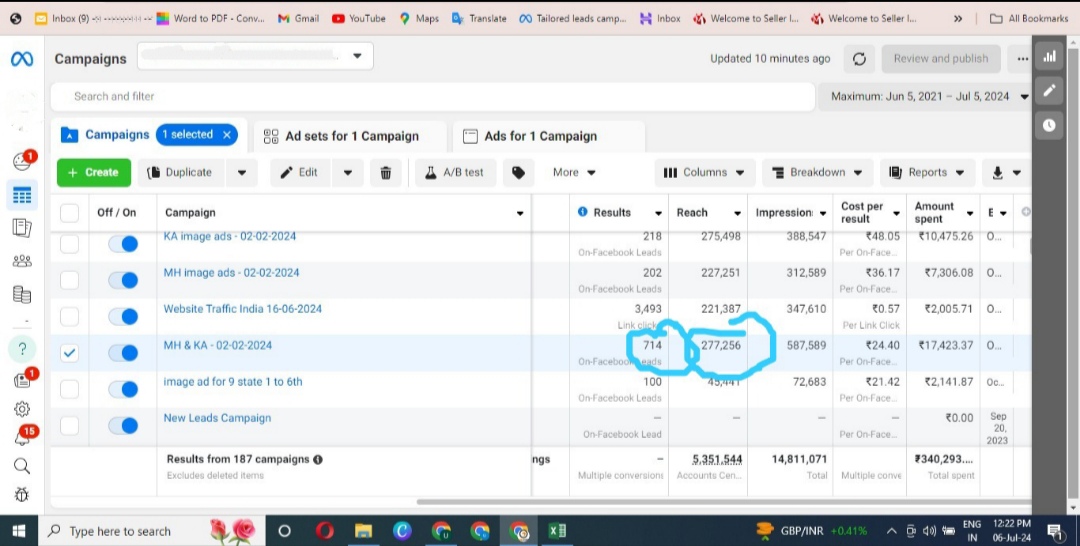 Inbox (9)
Word to PDF - Conv...
Gmail
YouTube
Maps
Translate
Tailored leads camp...
Inbox
Welcome to Seller I...
Welcome to Seller I...
»
All Bookmarks
Campaigns
Updated 10 minutes ago
Review and publish
...
Search and filter
Maximum: Jun 5, 2021 – Jul 5, 2024
Campaigns
1 selected ×
Ad sets for 1 Campaign
Ads for 1 Campaign
1
+ Create
Duplicate
Edit
A/B test
More
Columns
Breakdown
Reports
Off / On
Campaign
Results
Reach
Impression
Cost per result
Amount spent
E
KA image ads - 02-02-2024
218
275,498
388,547
₹48.05
₹10,475.26
O...
On-Facebook Leads
Per On-Face...
MH image ads - 02-02-2024
202
227,251
312,589
₹36.17
₹7,306.08
O...
On-Facebook Leads
Per On-Face...
Website Traffic India 16-06-2024
3,493
221,387
347,610
₹0.57
₹2,005.71
O...
Link click
Per Link Click
MH & KA - 02-02-2024
714
277,256
587,589
₹24.40
₹17,423.37
O...
On-Facebook Leads
Per On-Face...
?
image ad for 9 state 1 to 6th
100
45,441
72,683
₹21.42
₹2,141.87
Oc...
On-Facebook Leads
Per On-Face...
1
New Leads Campaign
–
–
–
–
₹0.00
Sep 20, 2023
On-Facebook Lead
Per On-Face...
15
Results from 187 campaigns
ngs
–
5,351,544
14,811,071
–
₹340,293....
Excludes deleted items
Multiple conversions
Accounts Cen...
Total
Multiple conve
Total spent
Type here to search
GBP/INR +0.41%
ENG
IN
12:22 PM
06-Jul-24
1